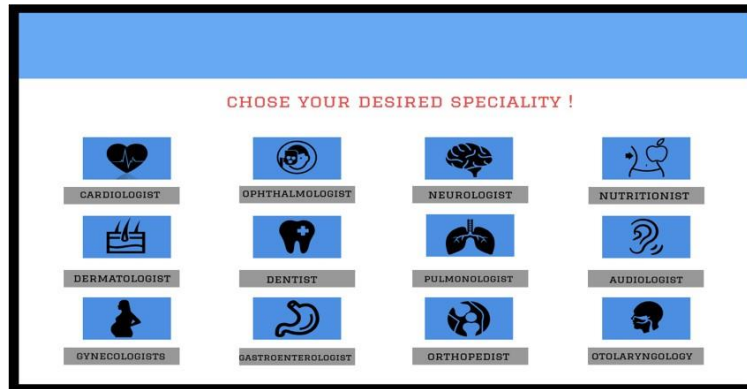 CHOSE YOUR DESIRED SPECIALITY !
CARDIOLOGIST
OPHTHALMOLOGIST
NEUROLOGIST
NUTRITIONIST
DERMATOLOGIST
DENTIST
PULMONOLOGIST
AUDIOLOGIST
GYNECOLOGISTS
GASTROENTEROLOGIST
ORTHOPEDIST
OTOLARYNGOLOGY